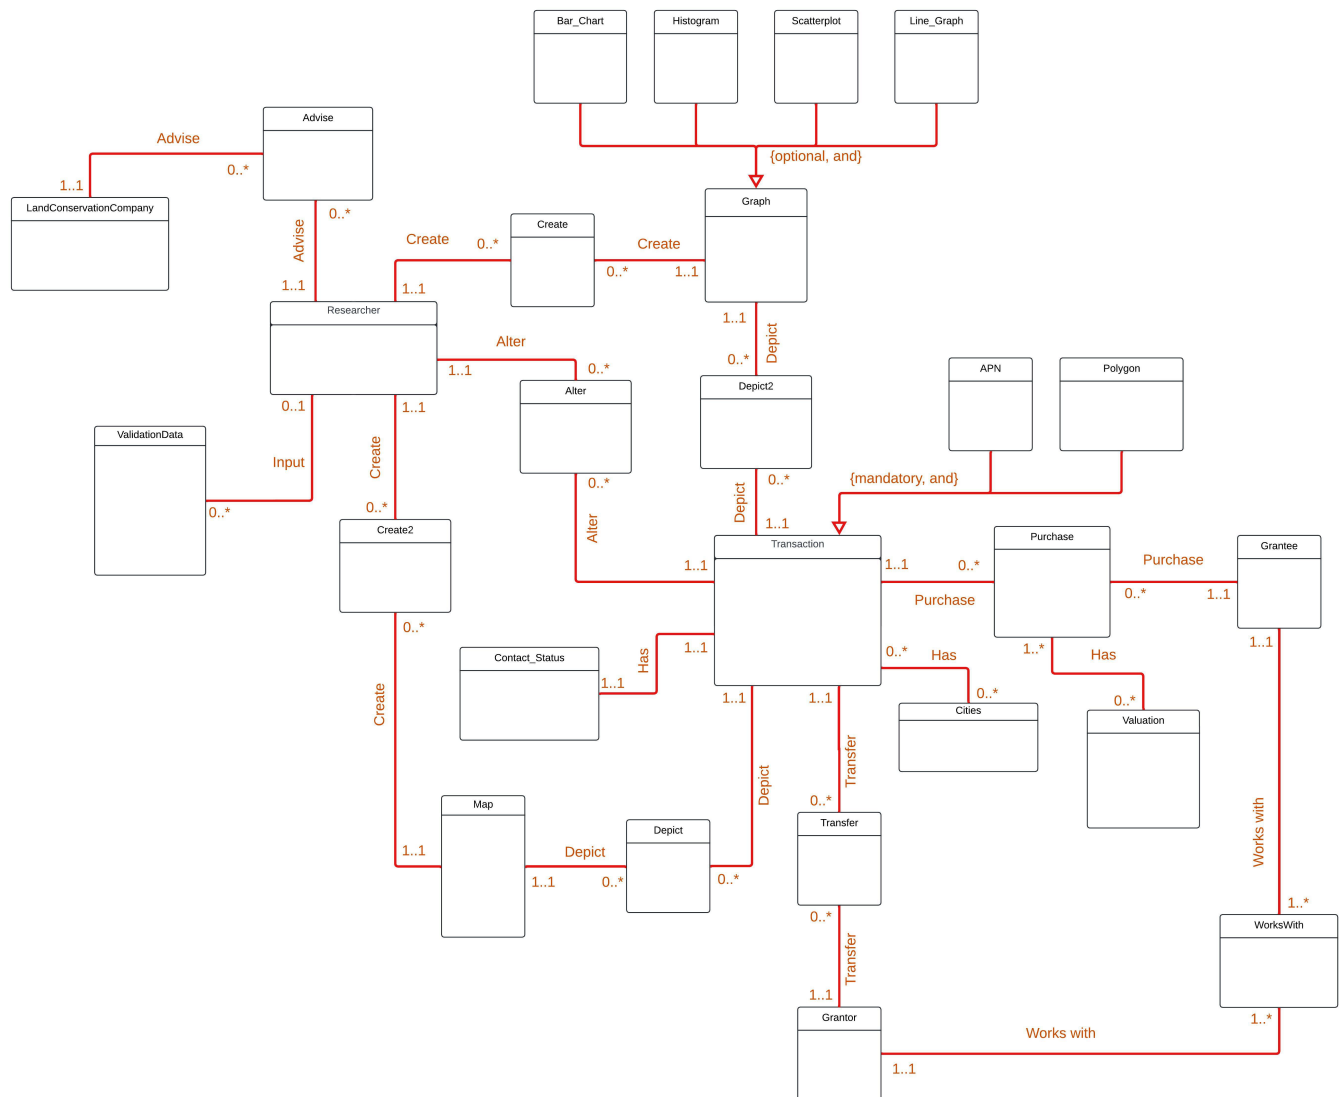 Bar_Chart
Histogram
Scatterplot
Line_Graph
{optional, and}
Advise
Advise
0..*
1..1
LandConservationCompany
0..*
Advise
1..1
Graph
Create
Create
0..*
Create
0..*
1..1
1..1
Researcher
1..1
Depict
0..*
Alter
1..1
0..*
Alter
Depict2
APN
Polygon
0..1
1..1
ValidationData
Input
0..*
Create
0..*
Create2
0..*
Alter
0..*
Depict
1..1
{mandatory, and}
Transaction
Purchase
Grantee
1..1
1..1
0..*
Purchase
Purchase
0..*
1..1
1..1
Contact_Status
1..1
Has
1..1
0..*
Has
0..*
Cities
1..*
Has
0..*
Valuation
0..*
Create
1..1
Map
1..1
Depict
0..*
Depict
0..*
Depict
1..1
1..1
Transfer
0..*
Transfer
0..*
Transfer
1..1
Grantor
Works with
1..*
WorksWith
1..*
Works with
1..1